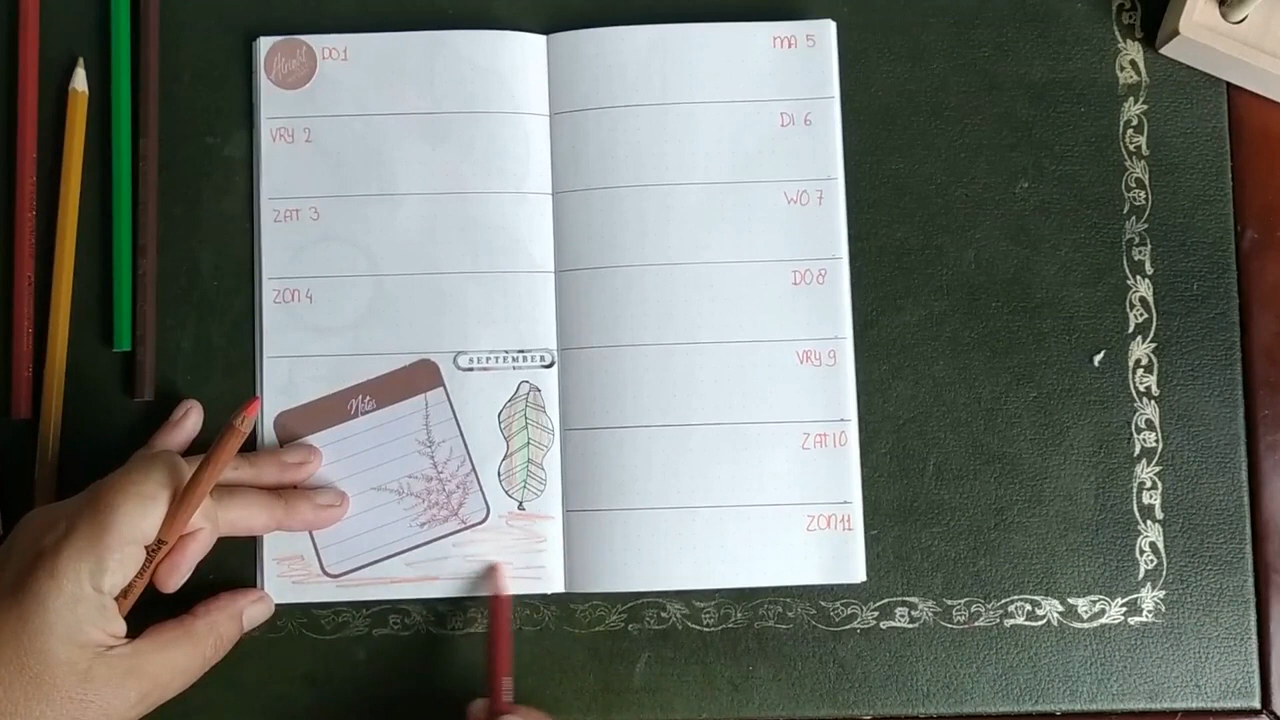 DO 1
VRY 2
ZAT 3
ZON 4
SEPTEMBER
Notes
MA 5
DI 6
WO 7
DO 8
VRY 9
ZAT 10
ZON 11